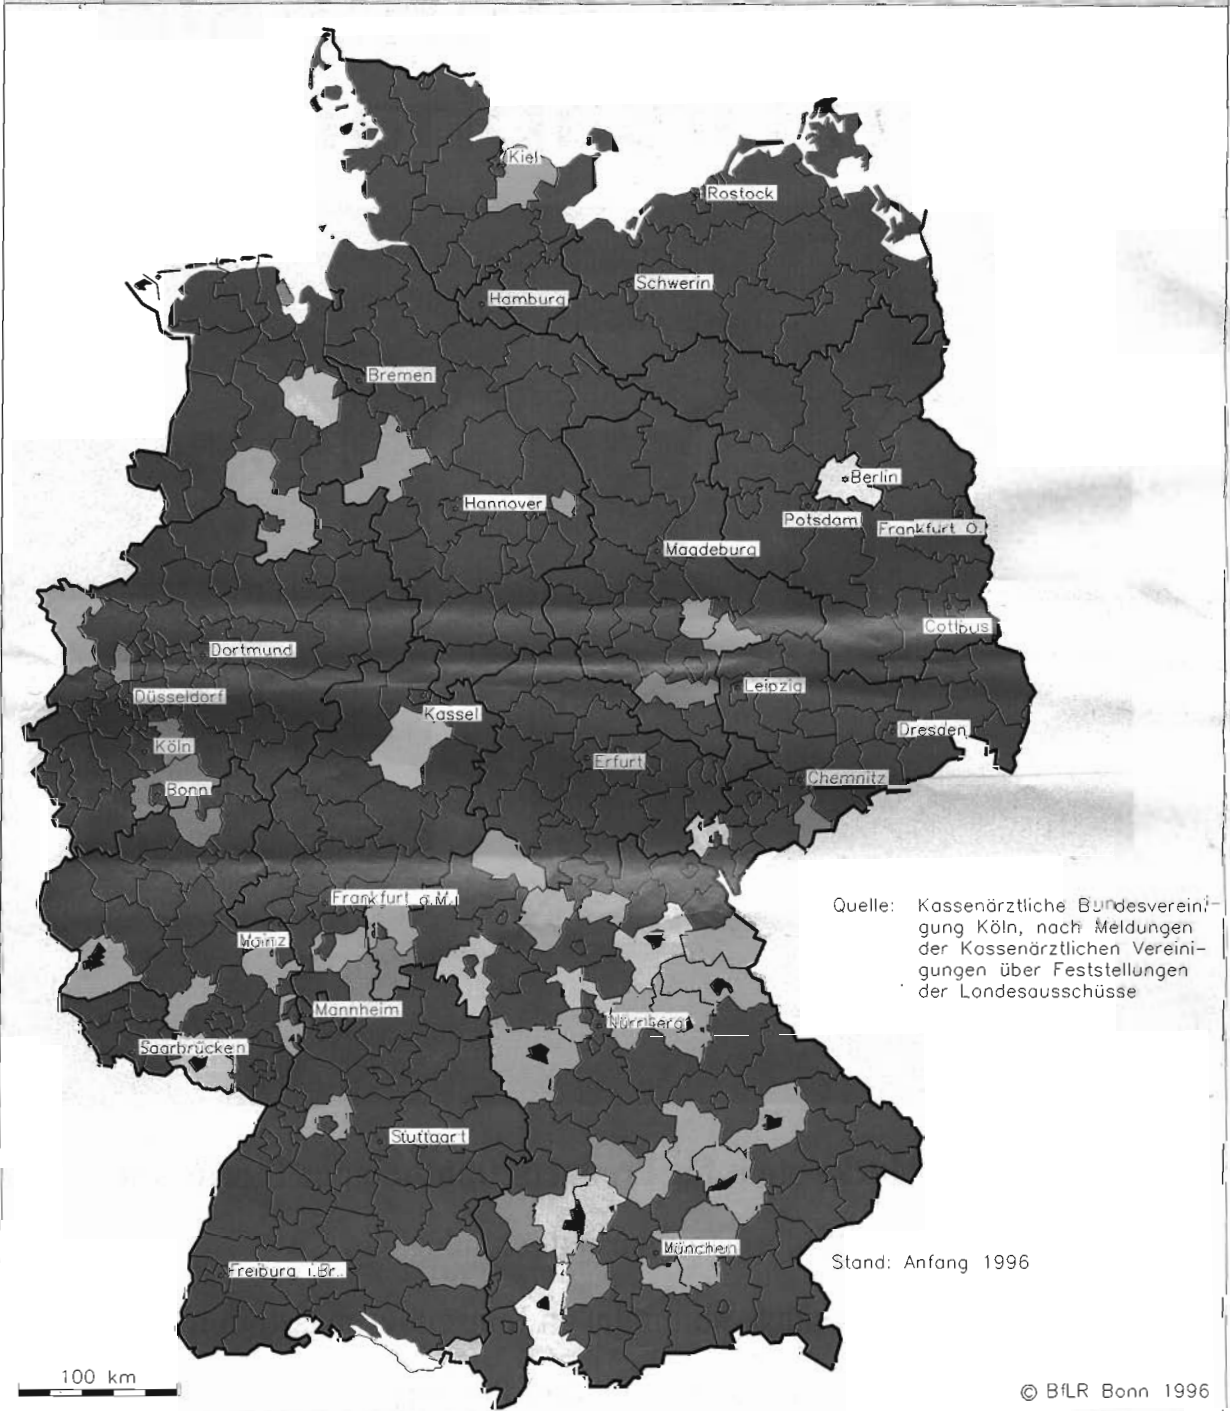 Kiel
Rostock
Schwerin
Hamburg
Bremen
Berlin
Hannover
Potsdam
Frankfurt O.
Magdeburg
Cottbus
Dortmund
Leipzig
Düsseldorf
Kassel
Dresden
Köln
Erfurt
Chemnitz
Bonn
Frankfurt a.M.
Quelle: Kassenärztliche Bundesvereini-
gung Köln, nach Meldungen
der Kassenärztlichen Vereini-
gungen über Feststellungen
der Landesausschüsse
Mainz
Mannheim
Nürnberg
Saarbrücken
Stuttgart
München
Stand: Anfang 1996
Freiburg i.Br.
100 km
© BfLR Bonn 1996